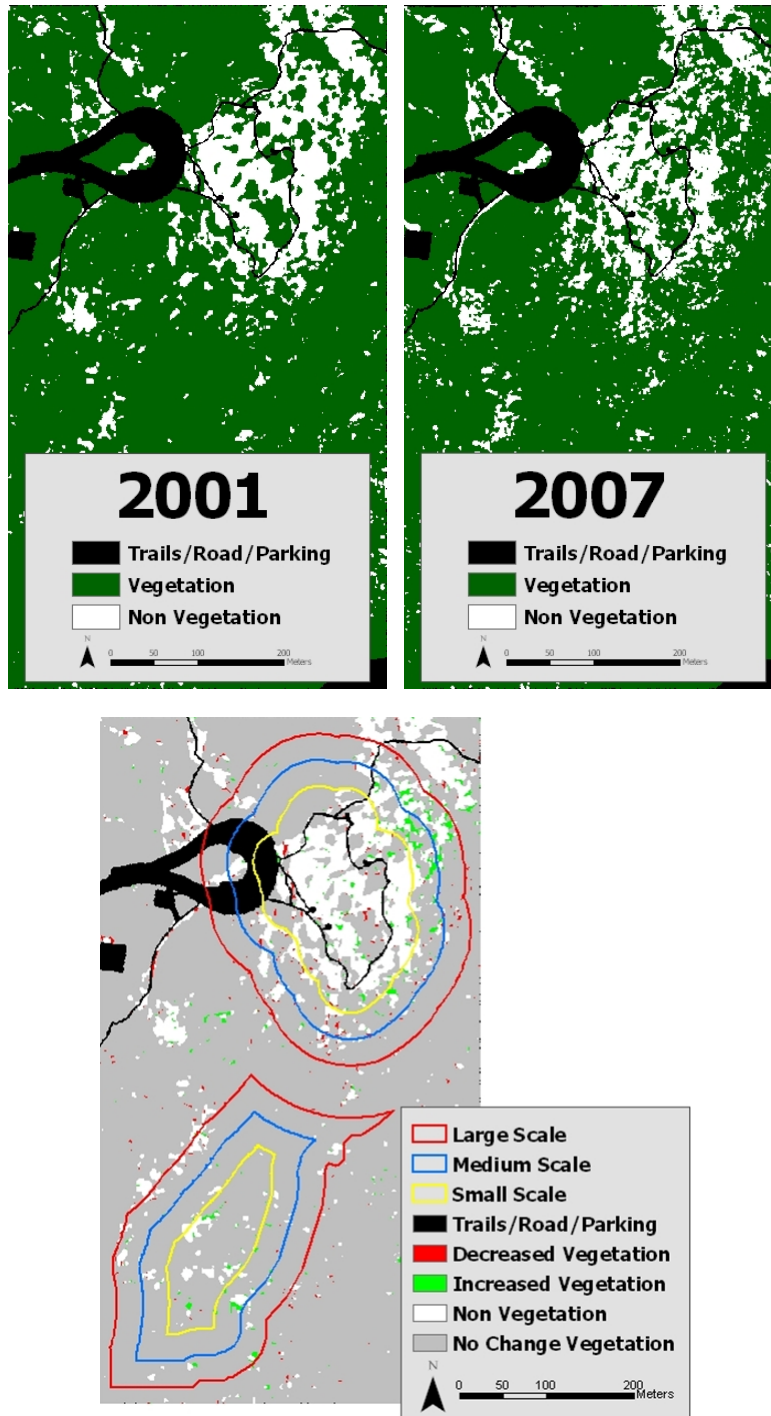 2001
Trails/Road/Parking
Vegetation
Non Vegetation
N
0 50 100 200
Meters
2007
Trails/Road/Parking
Vegetation
Non Vegetation
N
0 50 100 200
Meters
Large Scale
Medium Scale
Small Scale
Trails/Road/Parking
Decreased Vegetation
Increased Vegetation
Non Vegetation
No Change Vegetation
N
0 50 100 200
Meters